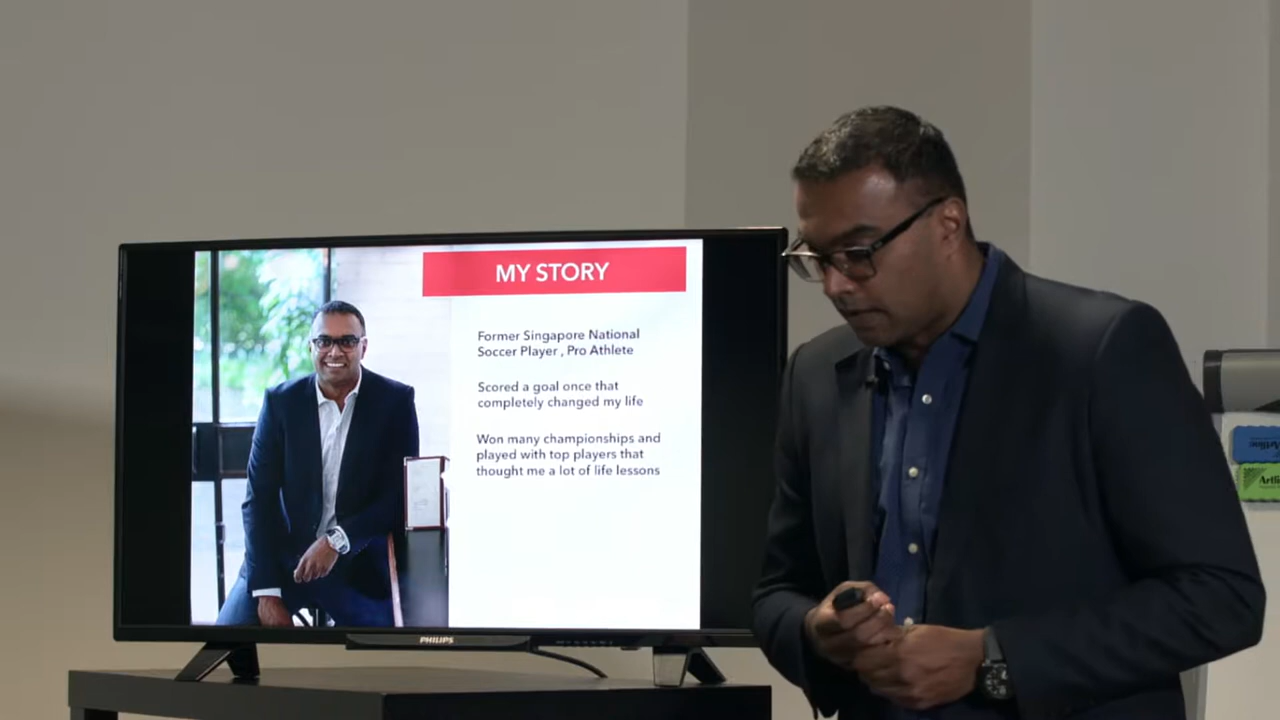 MY STORY
Former Singapore National
Soccer Player , Pro Athlete
Scored a goal once that
completely changed my life
Won many championships and
played with top players that
thought me a lot of life lessons
PHILIPS
Artline